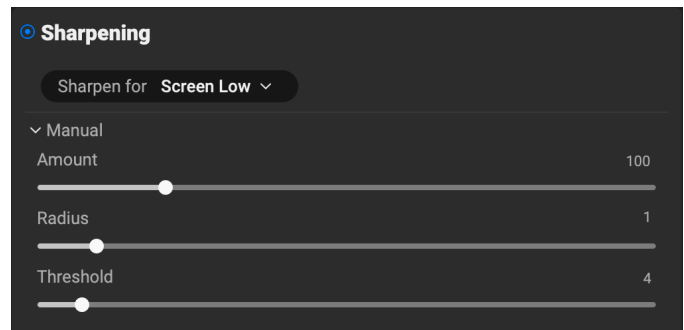 Sharpening
Sharpen for Screen Low
Manual
Amount 100
Radius 1
Threshold 4